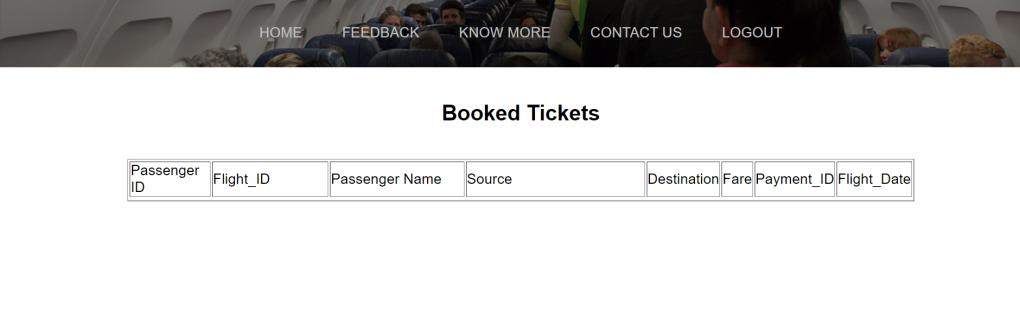 HOME FEEDBACK KNOW MORE CONTACT US LOGOUT
Booked Tickets
Passenger ID Flight_ID Passenger Name Source Destination Fare Payment_ID Flight_Date